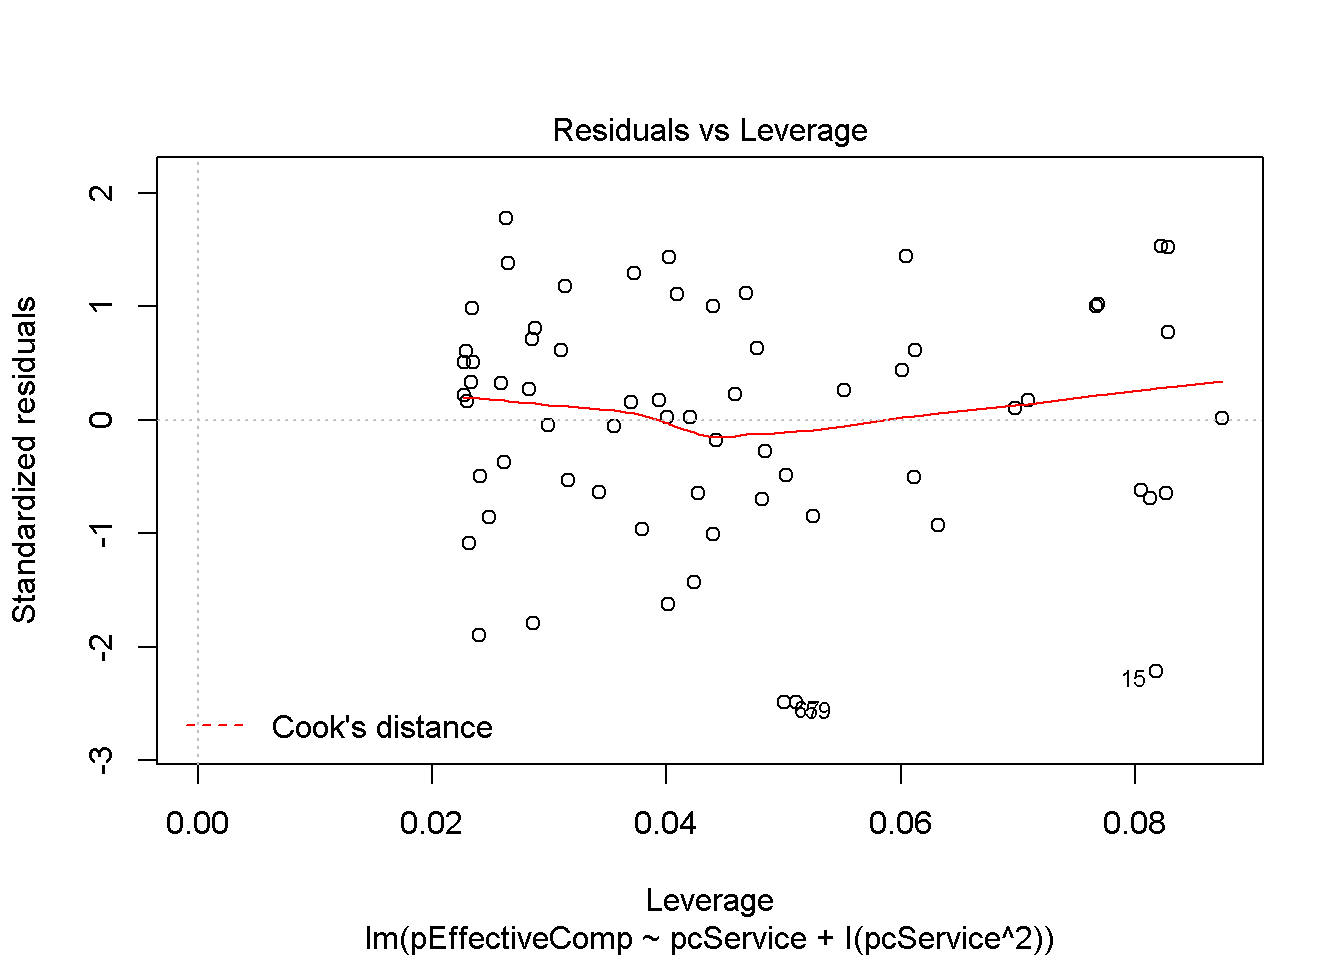 Residuals vs Leverage
Standardized residuals
2
1
0
-1
-2
-3
15
Cook's distance
0.00 0.02 0.04 0.06 0.08
Leverage
lm(pEffectiveComp ~ pcService + I(pcService^2))